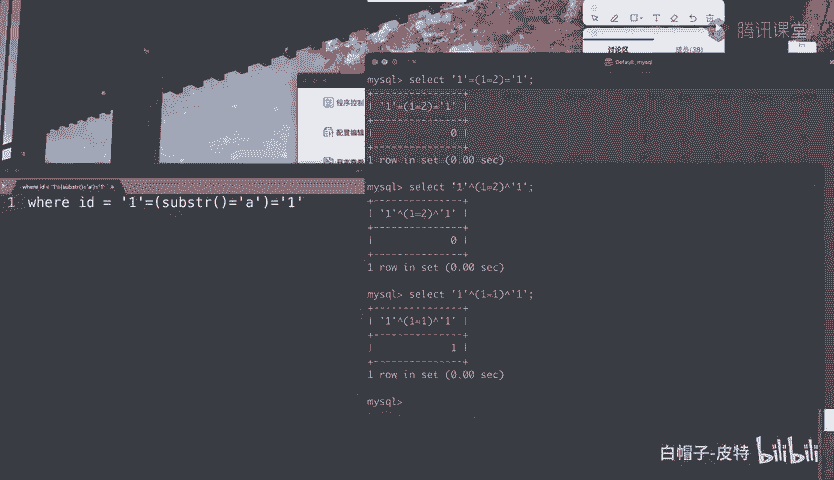 腾讯课堂
讨论区 成员(39)
Default_mysql
程序控制
配置编辑
mysql> select '1'=(1=2)='1';
+---------------+
| '1'=(1=2)='1' |
+---------------+
| 0 |
+---------------+
1 row in set (0.00 sec)
mysql> select '1'^(1=2)^'1';
+---------------+
| '1'^(1=2)^'1' |
+---------------+
| 0 |
+---------------+
1 row in set (0.00 sec)
mysql> select '1'^(1=1)^'1';
+---------------+
| '1'^(1=1)^'1' |
+---------------+
| 1 |
+---------------+
1 row in set (0.00 sec)
mysql>
where id = '1'=(substr()='a')='1'
1 where id = '1'=(substr()='a')='1'
白帽子-皮特 bilibili